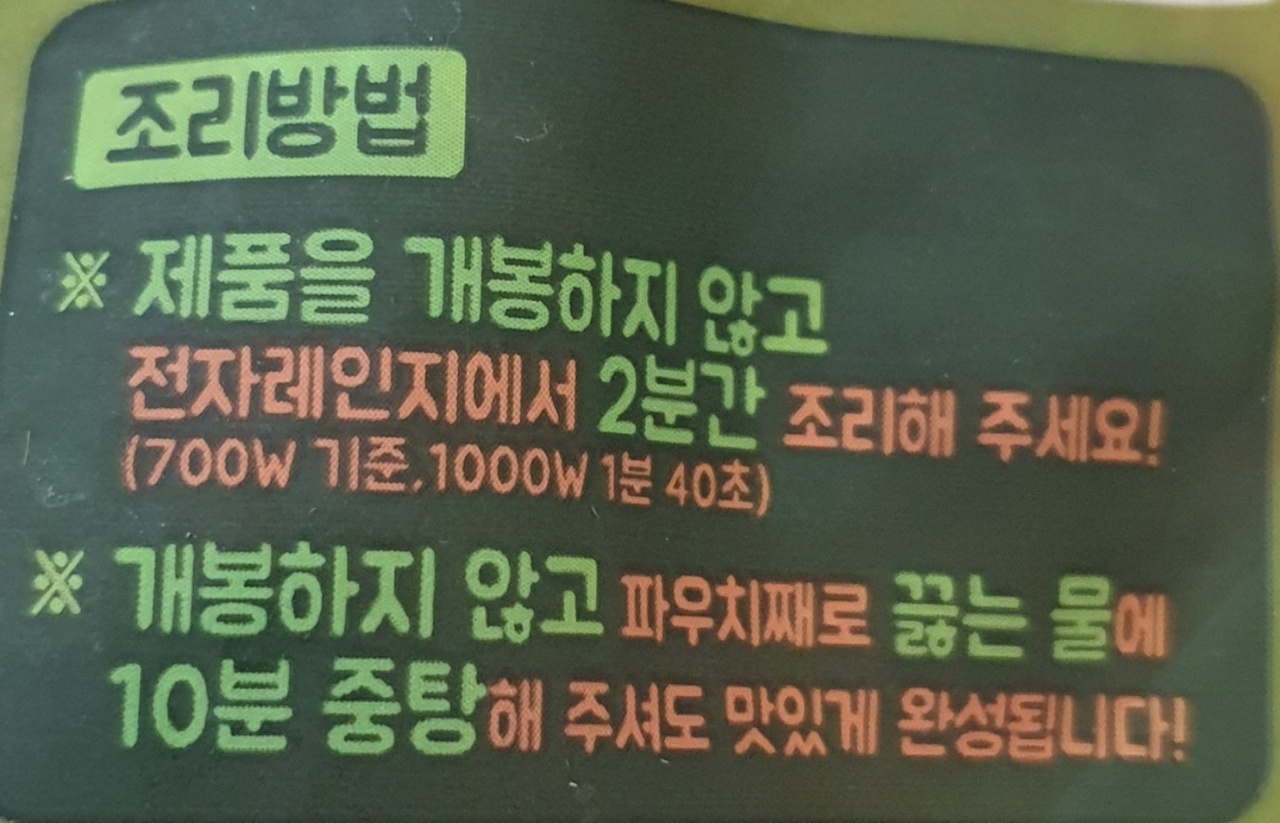 조리방법
※ 제품을 개봉하지 않고
전자레인지에서 2분간 조리해 주세요!
(700W 기준,1000W 1분 40초)
※ 개봉하지 않고 파우치째로 끓는 물에
10분 중탕해 주셔도 맛있게 완성됩니다!